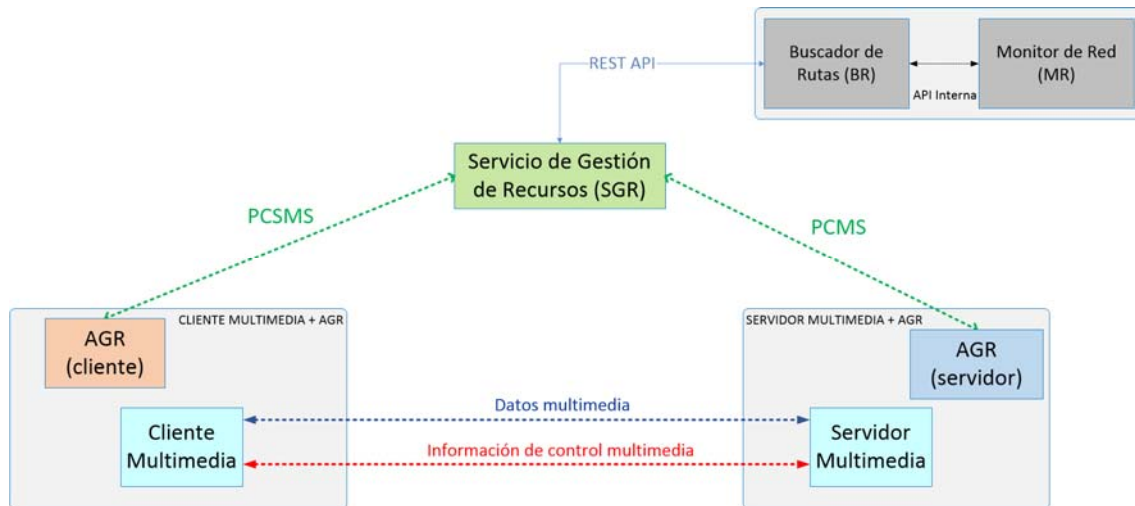 Buscador de
Rutas (BR)
Monitor de Red
(MR)
API Interna
REST API
Servicio de Gestión
de Recursos (SGR)
PCSMS
PCMS
CLIENTE MULTIMEDIA + AGR
AGR
(cliente)
Cliente
Multimedia
SERVIDOR MULTIMEDIA + AGR
AGR
(servidor)
Servidor
Multimedia
Datos multimedia
Información de control multimedia